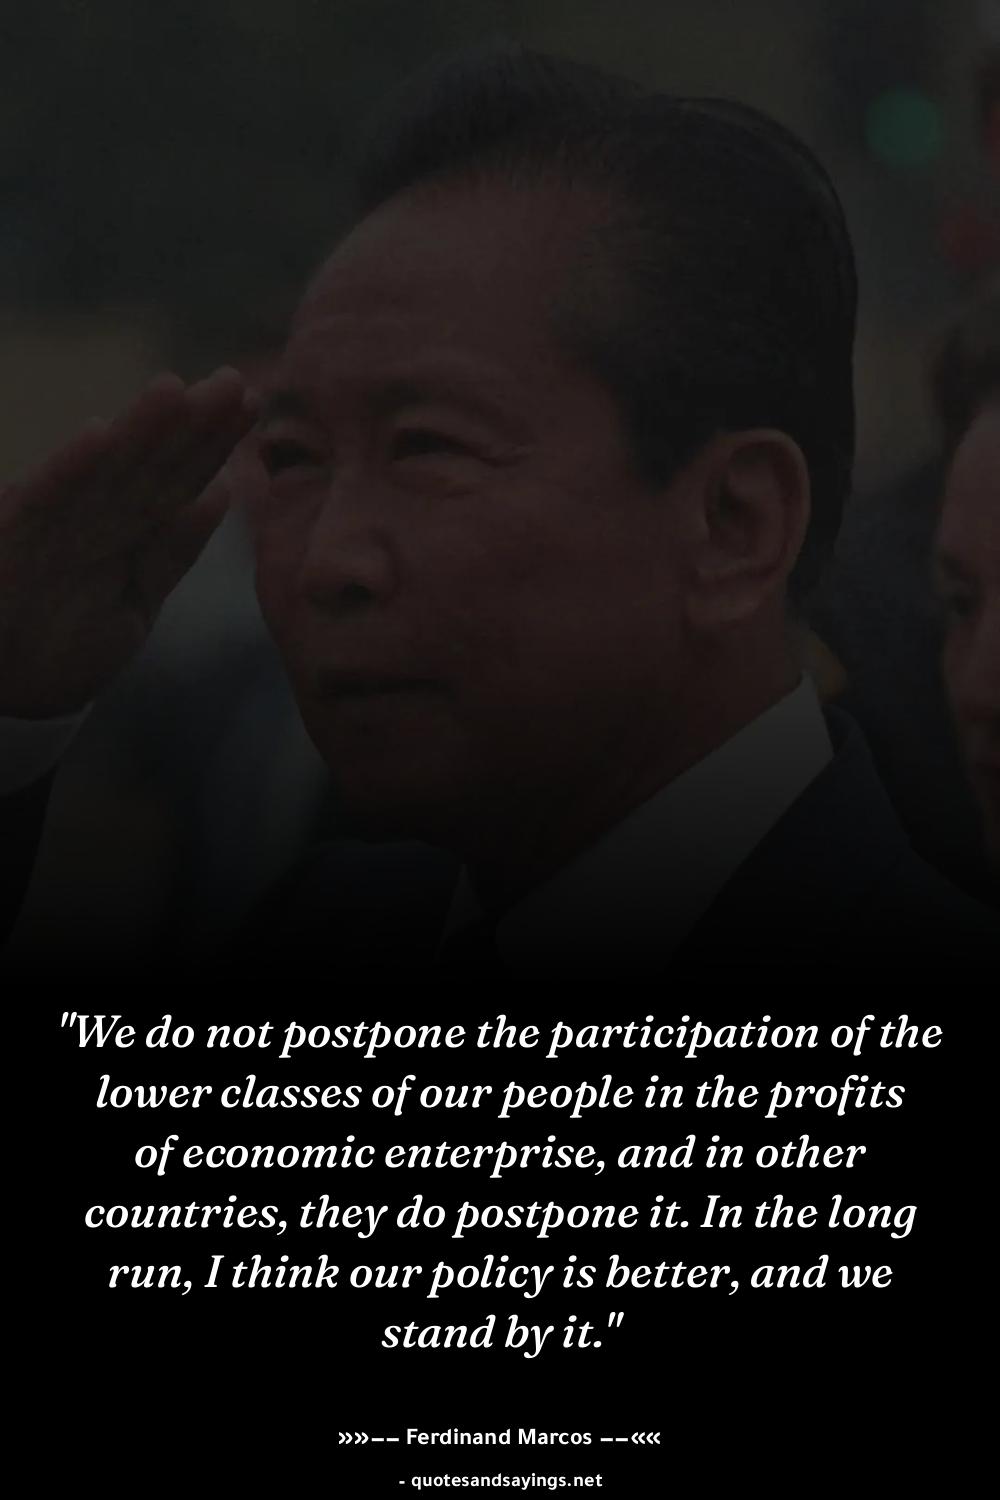 "We do not postpone the participation of the
lower classes of our people in the profits
of economic enterprise, and in other
countries, they do postpone it. In the long
run, I think our policy is better, and we
stand by it."
»»−− Ferdinand Marcos −−««
- quotesandsayings.net